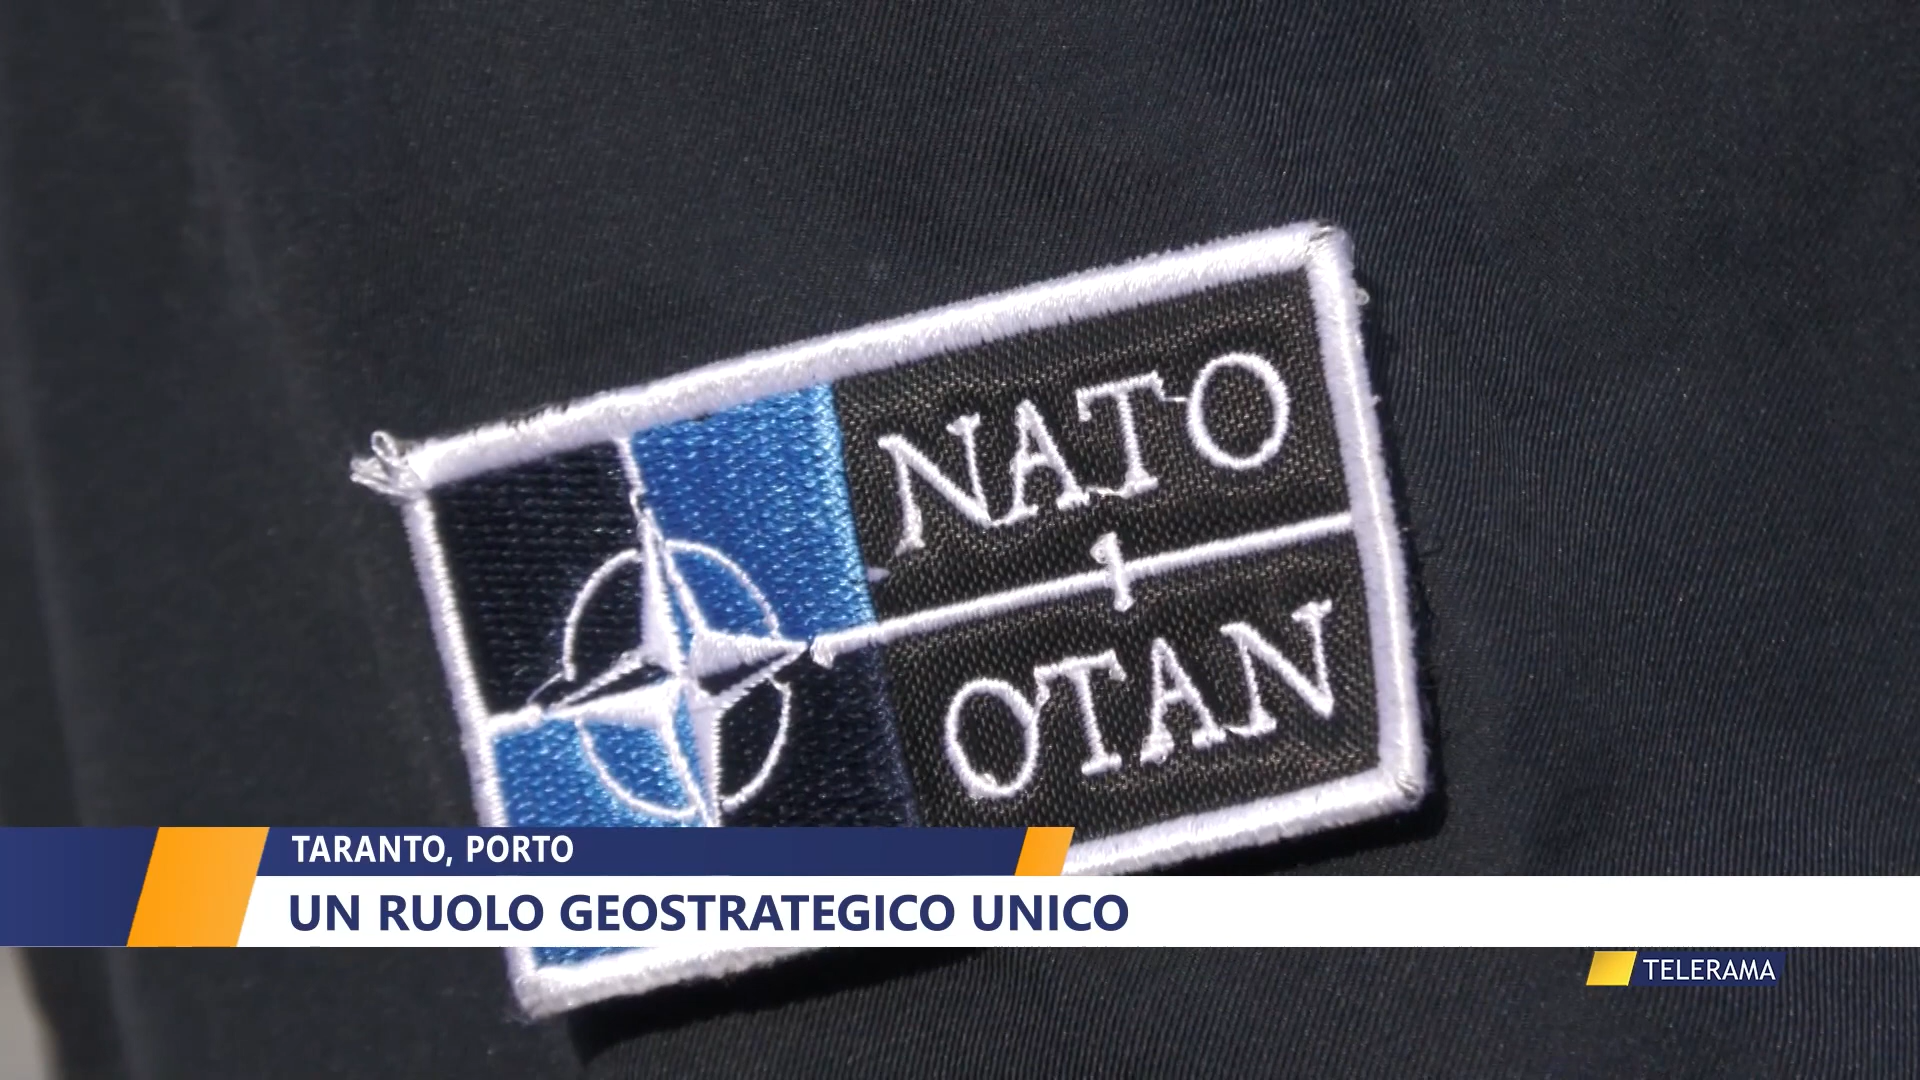 NATO
OTAN
TARANTO, PORTO
UN RUOLO GEOSTRATEGICO UNICO
TELERAMA